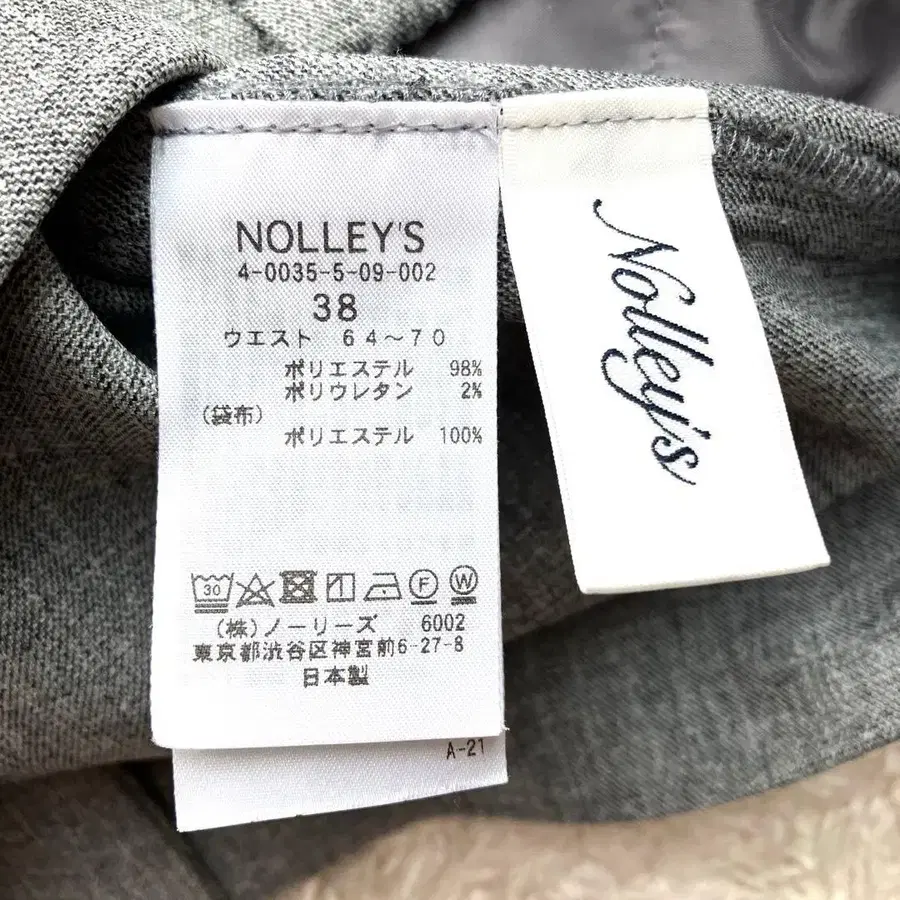 NOLLEY'S
4-0035-5-09-002
38
ウエスト 64～70
ポリエステル 98%
ポリウレタン 2%
(袋布)
ポリエステル 100%
30
F W
(株)ノーリーズ 6002
東京都渋谷区神宮前6-27-8
日本製
A-21
Nolley's